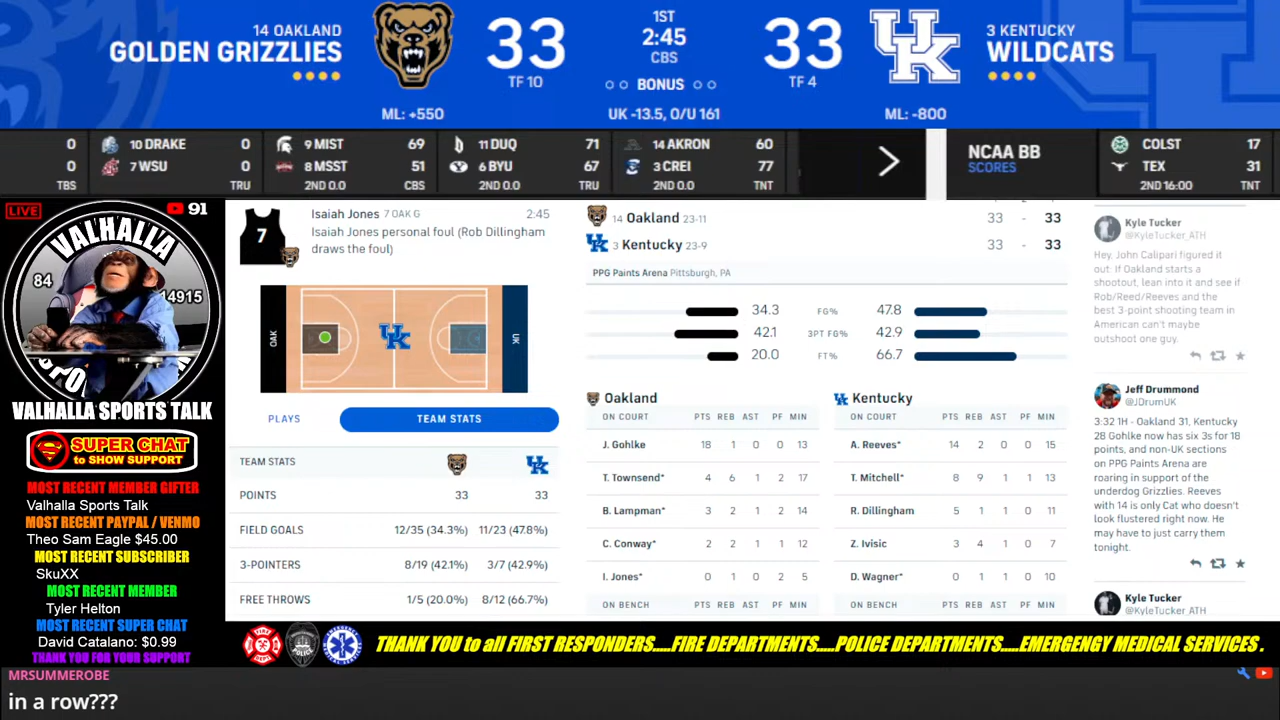 14 OAKLAND
GOLDEN GRIZZLIES
33
TF 10
ML: +550
1ST
2:45
CBS
BONUS
UK -13.5, O/U 161
33
TF 4
3 KENTUCKY
WILDCATS
ML: -800
0
0
TBS
10 DRAKE 0
7 WSU 0
TRU
9 MIST 69
8 MSST 51
2ND 0.0 CBS
11 DUQ 71
6 BYU 67
2ND 0.0 TRU
14 AKRON 60
3 CREI 77
2ND 0.0 TNT
NCAA BB
SCORES
COLST 17
TEX 31
2ND 16:00 TNT
LIVE
91
VALHALLA
84
14915
VALHALLA SPORTS TALK
SUPER CHAT
to SHOW SUPPORT
MOST RECENT MEMBER GIFTER
Valhalla Sports Talk
MOST RECENT PAYPAL / VENMO
Theo Sam Eagle $45.00
MOST RECENT SUBSCRIBER
SkuXX
MOST RECENT MEMBER
Tyler Helton
MOST RECENT SUPER CHAT
David Catalano: $0.99
THANK YOU FOR YOUR SUPPORT
7
Isaiah Jones 7 OAK G 2:45
Isaiah Jones personal foul (Rob Dillingham
draws the foul)
OAK
UK
UK
PLAYS
TEAM STATS
TEAM STATS
POINTS 33 33
FIELD GOALS 12/35 (34.3%) 11/23 (47.8%)
3-POINTERS 8/19 (42.1%) 3/7 (42.9%)
FREE THROWS 1/5 (20.0%) 8/12 (66.7%)
14 Oakland 23-11 33 - 33
3 Kentucky 23-9 33 - 33
PPG Paints Arena Pittsburgh, PA
34.3 FG% 47.8
42.1 3PT FG% 42.9
20.0 FT% 66.7
Oakland
ON COURT PTS REB AST PF MIN
J. Gohlke 18 1 0 0 13
T. Townsend* 4 6 1 2 17
B. Lampman* 3 2 1 2 14
C. Conway* 2 2 1 1 12
I. Jones* 0 1 0 2 5
ON BENCH PTS REB AST PF MIN
Kentucky
ON COURT PTS REB AST PF MIN
A. Reeves* 14 2 0 0 15
T. Mitchell* 8 9 1 1 13
R. Dillingham 5 1 1 0 11
Z. Ivisic 3 4 1 0 7
D. Wagner* 0 1 1 0 10
ON BENCH PTS REB AST PF MIN
Kyle Tucker
@KyleTucker_ATH
Hey, John Calipari figured it
out: If Oakland starts a
shootout, lean into it and see if
Rob/Reed/Reeves and the
best 3-point shooting team in
American can't maybe
outshoot one guy.
Jeff Drummond
@JDrumUK
3:32 1H - Oakland 31, Kentucky
28 Gohlke now has six 3s for 18
points, and non-UK sections
on PPG Paints Arena are
roaring in support of the
underdog Grizzlies. Reeves
with 14 is only Cat who doesn't
look flustered right now. He
may have to just carry them
tonight.
Kyle Tucker
@KyleTucker_ATH
THANK YOU to all FIRST RESPONDERS.....FIRE DEPARTMENTS.....POLICE DEPARTMENTS.....EMERGENCY MEDICAL SERVICES .
MRSUMMEROBE
in a row???